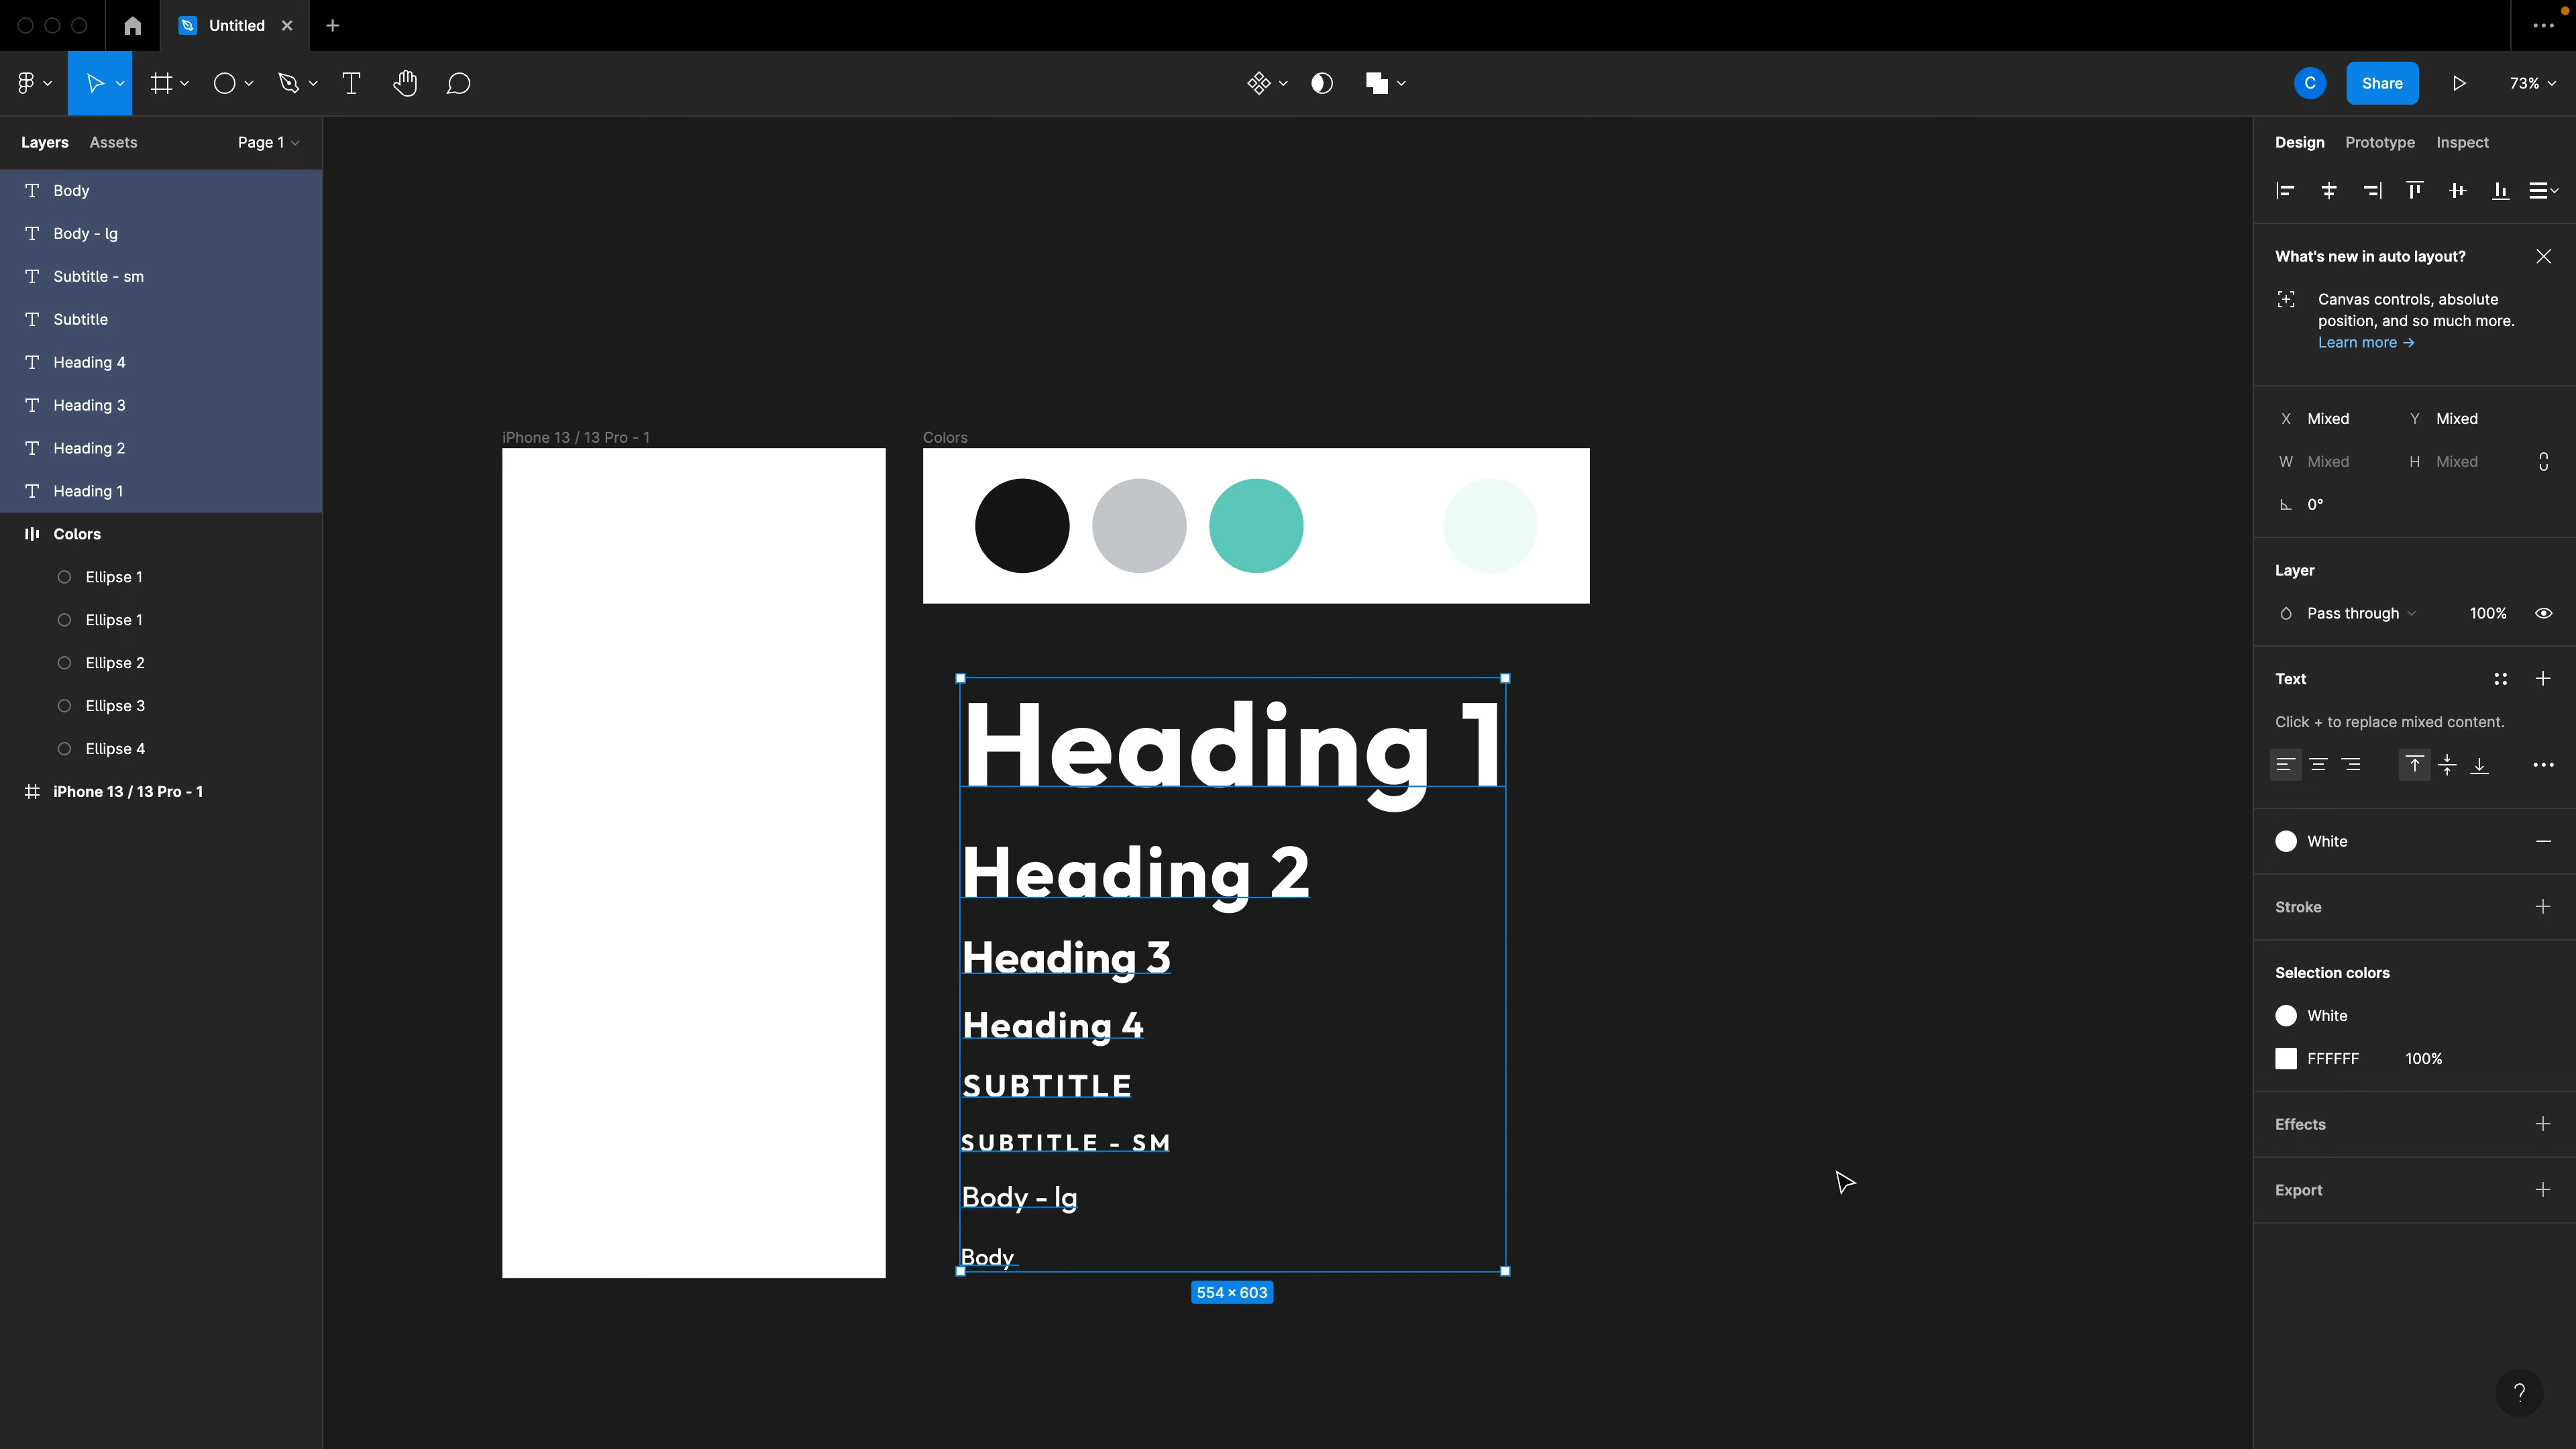 Untitled
C
Share
73%
Layers
Assets
Page 1
Body
Body - lg
Subtitle - sm
Subtitle
Heading 4
Heading 3
Heading 2
Heading 1
Colors
Ellipse 1
Ellipse 1
Ellipse 2
Ellipse 3
Ellipse 4
iPhone 13 / 13 Pro - 1
iPhone 13 / 13 Pro - 1
Colors
Heading 1
Heading 2
Heading 3
Heading 4
SUBTITLE
SUBTITLE - SM
Body - lg
Body
554 × 603
Design
Prototype
Inspect
What's new in auto layout?
Canvas controls, absolute
position, and so much more.
Learn more →
X Mixed
Y Mixed
W Mixed
H Mixed
0°
Layer
Pass through
100%
Text
Click + to replace mixed content.
White
Stroke
Selection colors
White
FFFFFF
100%
Effects
Export
?